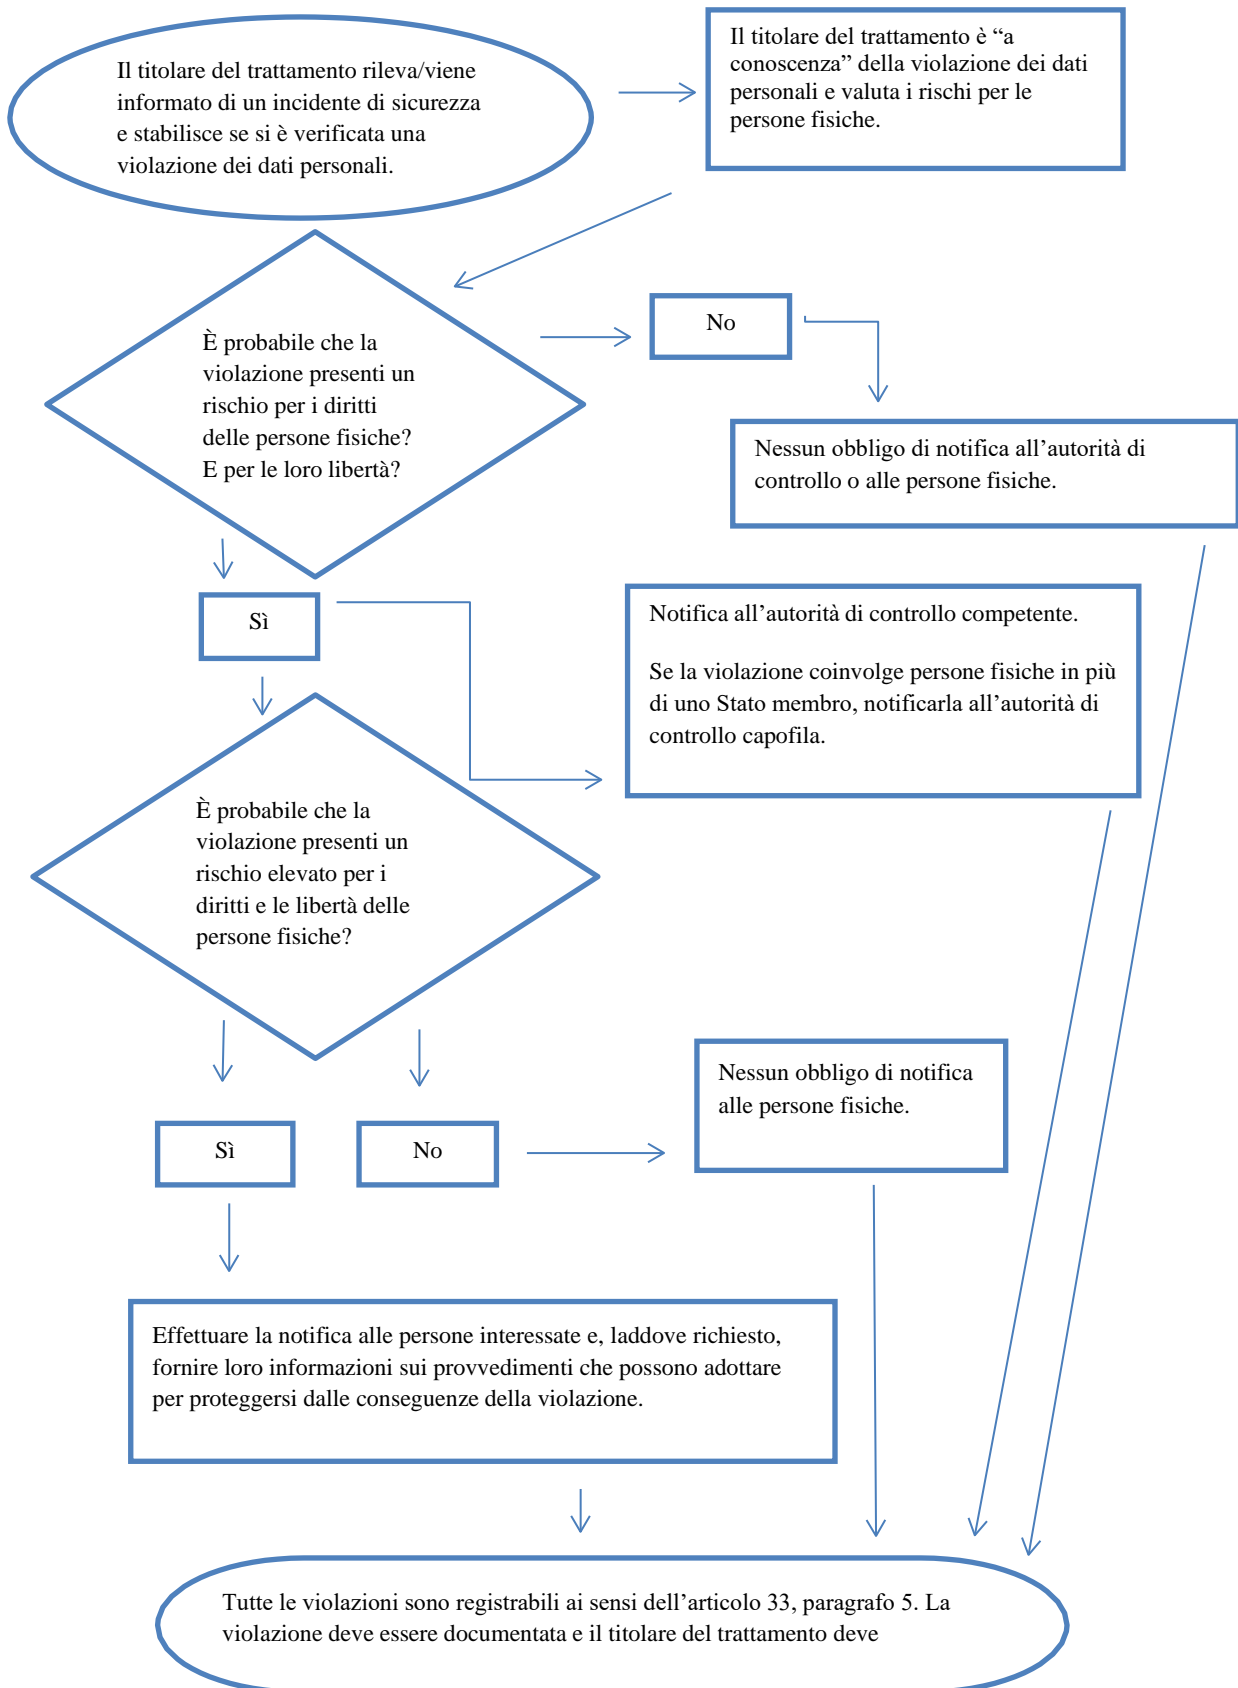 Il titolare del trattamento rileva/viene
informato di un incidente di sicurezza
e stabilisce se si è verificata una
violazione dei dati personali.
Il titolare del trattamento è “a
conoscenza” della violazione dei dati
personali e valuta i rischi per le
persone fisiche.
È probabile che la
violazione presenti un
rischio per i diritti
delle persone fisiche?
E per le loro libertà?
No
Nessun obbligo di notifica all’autorità di
controllo o alle persone fisiche.
Sì
Notifica all’autorità di controllo competente.
Se la violazione coinvolge persone fisiche in più
di uno Stato membro, notificarla all’autorità di
controllo capofila.
È probabile che la
violazione presenti un
rischio elevato per i
diritti e le libertà delle
persone fisiche?
Sì
No
Nessun obbligo di notifica
alle persone fisiche.
Effettuare la notifica alle persone interessate e, laddove richiesto,
fornire loro informazioni sui provvedimenti che possono adottare
per proteggersi dalle conseguenze della violazione.
Tutte le violazioni sono registrabili ai sensi dell’articolo 33, paragrafo 5. La
violazione deve essere documentata e il titolare del trattamento deve